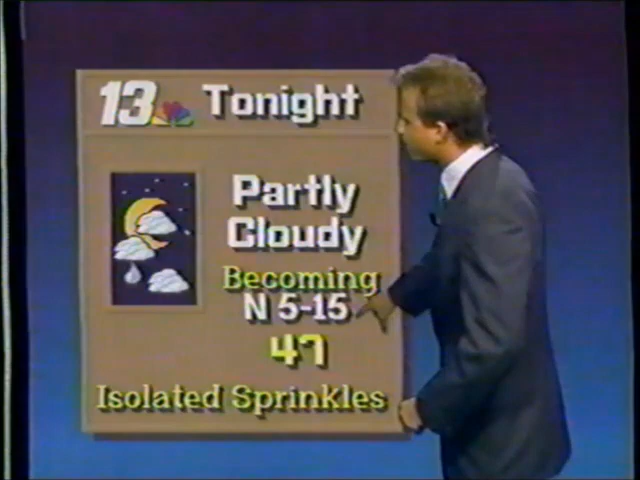 13 Tonight
Partly
Cloudy
Becoming
N 5-15
47
Isolated Sprinkles